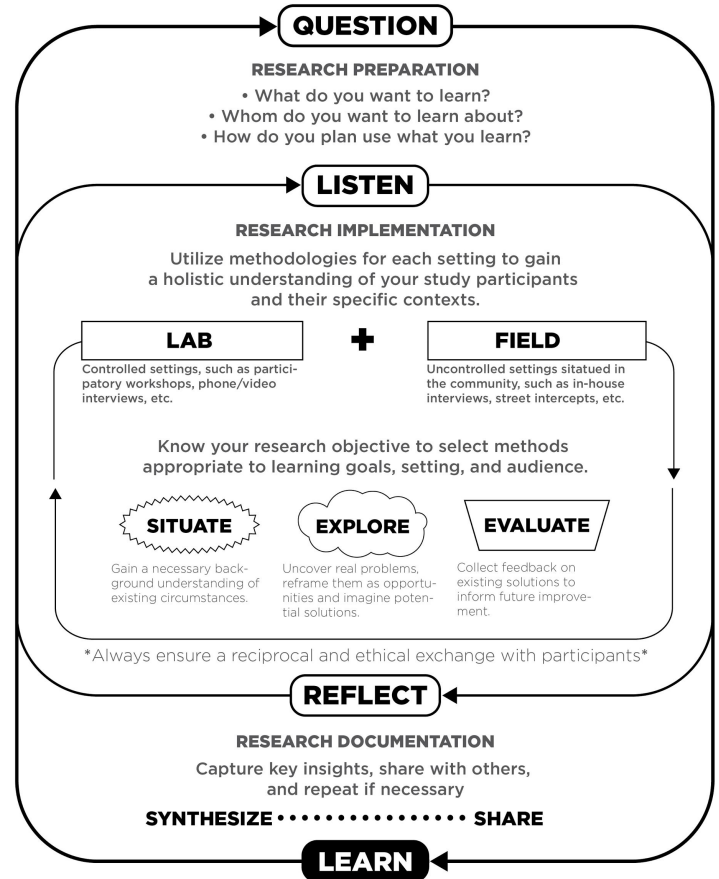 QUESTION
RESEARCH PREPARATION
• What do you want to learn?
• Whom do you want to learn about?
• How do you plan use what you learn?
LISTEN
RESEARCH IMPLEMENTATION
Utilize methodologies for each setting to gain
a holistic understanding of your study participants
and their specific contexts.
LAB
+
FIELD
Controlled settings, such as partici-
patory workshops, phone/video
interviews, etc.
Uncontrolled settings sitatued in
the community, such as in-house
interviews, street intercepts, etc.
Know your research objective to select methods
appropriate to learning goals, setting, and audience.
SITUATE
Gain a necessary back-
ground understanding of
existing circumstances.
EXPLORE
Uncover real problems,
reframe them as opportu-
nities and imagine poten-
tial solutions.
EVALUATE
Collect feedback on
existing solutions to
inform future improve-
ment.
*Always ensure a reciprocal and ethical exchange with participants*
REFLECT
RESEARCH DOCUMENTATION
Capture key insights, share with others,
and repeat if necessary
SYNTHESIZE • • • • • • • • • • • • • • • • SHARE
LEARN